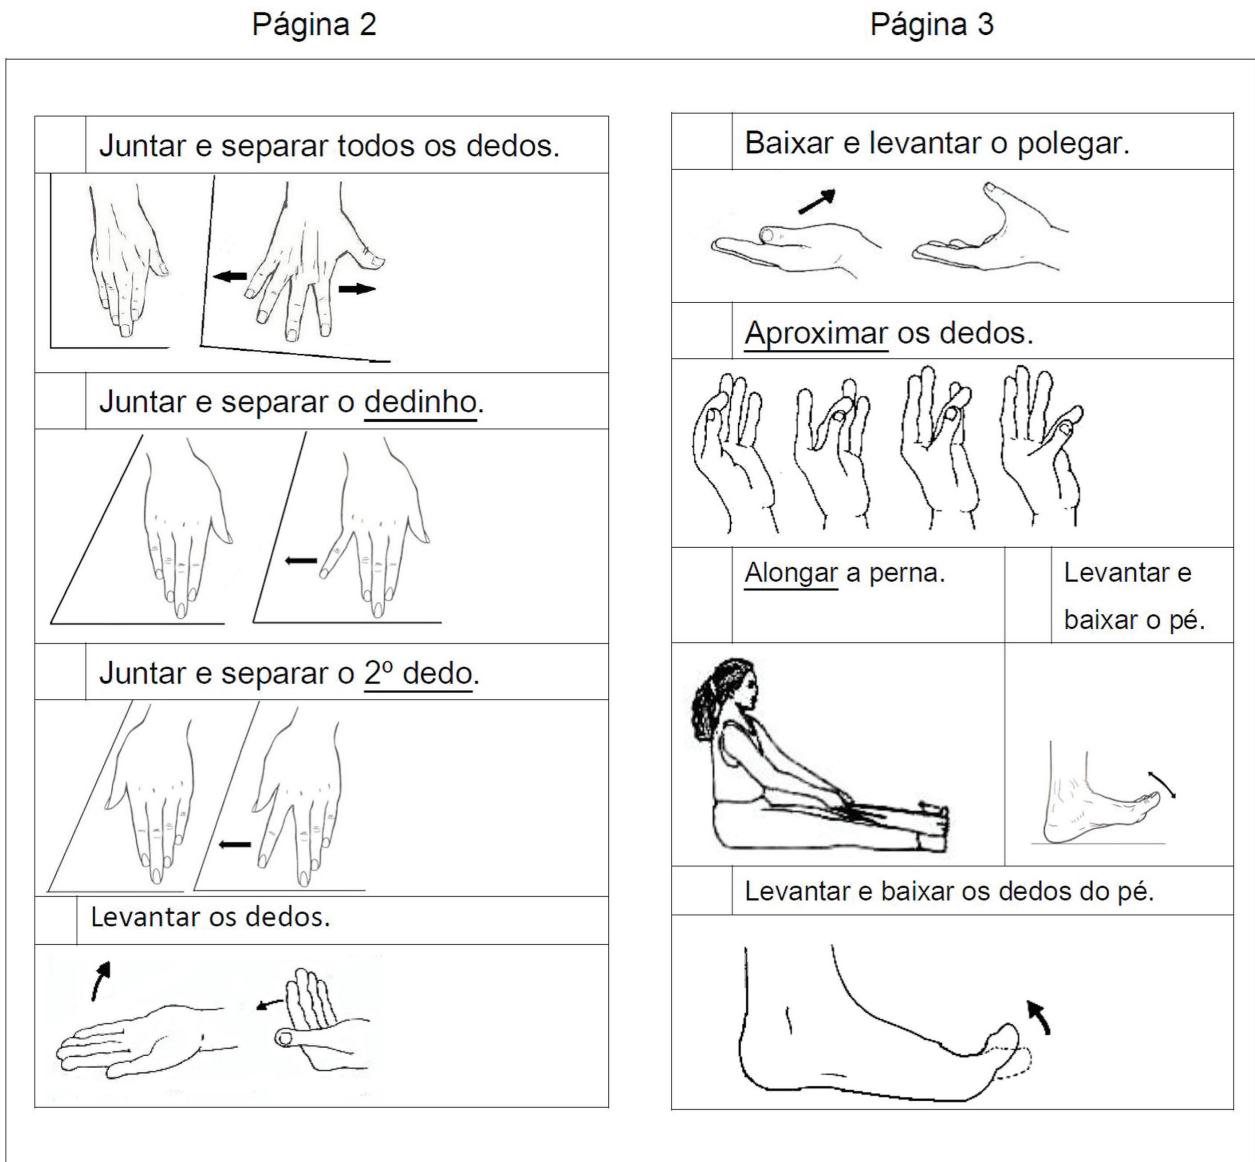 Página 2
Juntar e separar todos os dedos.
Juntar e separar o dedinho.
Juntar e separar o 2º dedo.
Levantar os dedos.
Página 3
Baixar e levantar o polegar.
Aproximar os dedos.
Alongar a perna.
Levantar e
baixar o pé.
Levantar e baixar os dedos do pé.